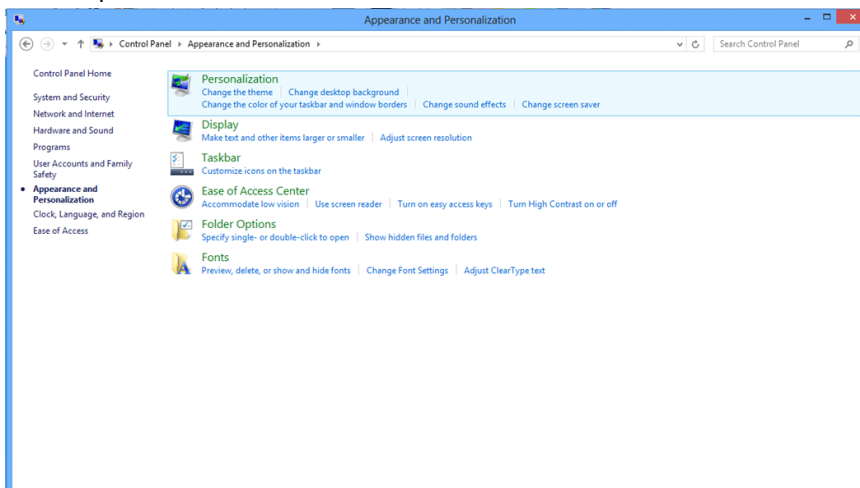 Appearance and Personalization
Control Panel Appearance and Personalization
Search Control Panel
Control Panel Home
System and Security
Network and Internet
Hardware and Sound
Programs
User Accounts and Family
Safety
Appearance and
Personalization
Clock, Language, and Region
Ease of Access
Personalization
Change the theme Change desktop background
Change the color of your taskbar and window borders Change sound effects Change screen saver
Display
Make text and other items larger or smaller Adjust screen resolution
Taskbar
Customize icons on the taskbar
Ease of Access Center
Accommodate low vision Use screen reader Turn on easy access keys Turn High Contrast on or off
Folder Options
Specify single- or double-click to open Show hidden files and folders
Fonts
Preview, delete, or show and hide fonts Change Font Settings Adjust ClearType text